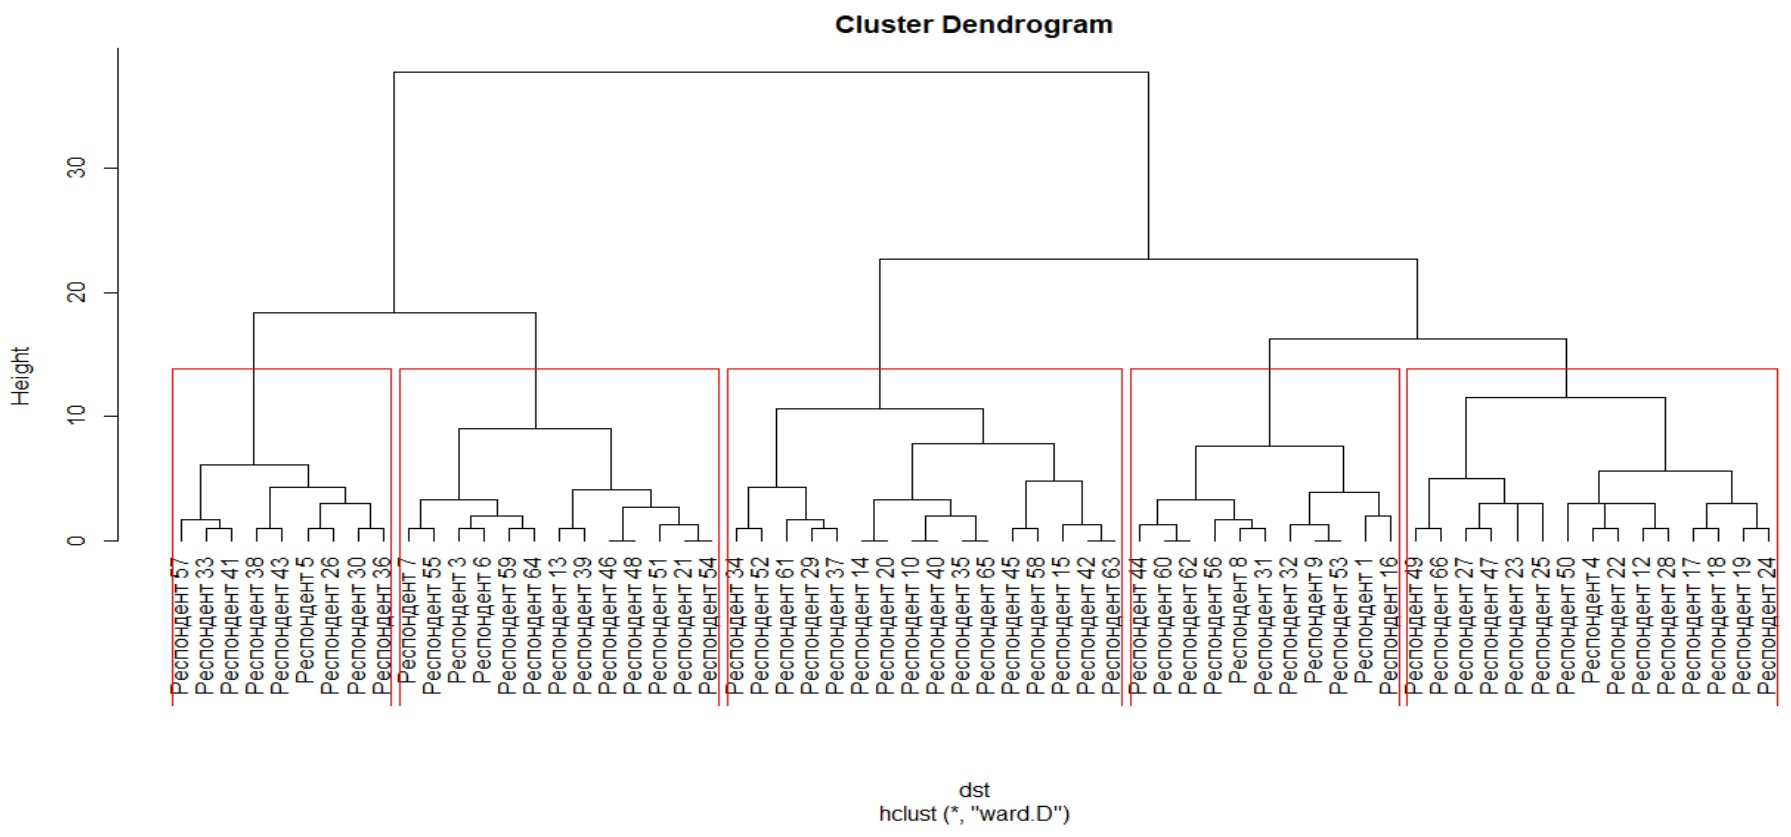 Cluster Dendrogram
Height
0
10
20
30
Респондент 57
Респондент 33
Респондент 41
Респондент 38
Респондент 43
Респондент 5
Респондент 26
Респондент 30
Респондент 36
Респондент 7
Респондент 55
Респондент 3
Респондент 6
Респондент 59
Респондент 64
Респондент 13
Респондент 39
Респондент 46
Респондент 48
Респондент 51
Респондент 21
Респондент 54
Респондент 34
Респондент 52
Респондент 61
Респондент 29
Респондент 37
Респондент 14
Респондент 20
Респондент 10
Респондент 40
Респондент 35
Респондент 65
Респондент 45
Респондент 58
Респондент 15
Респондент 42
Респондент 63
Респондент 44
Респондент 60
Респондент 62
Респондент 56
Респондент 8
Респондент 31
Респондент 32
Респондент 9
Респондент 53
Респондент 1
Респондент 16
Респондент 49
Респондент 66
Респондент 27
Респондент 47
Респондент 23
Респондент 25
Респондент 50
Респондент 4
Респондент 22
Респондент 12
Респондент 28
Респондент 17
Респондент 18
Респондент 19
Респондент 24
dst
hclust (*, "ward.D")